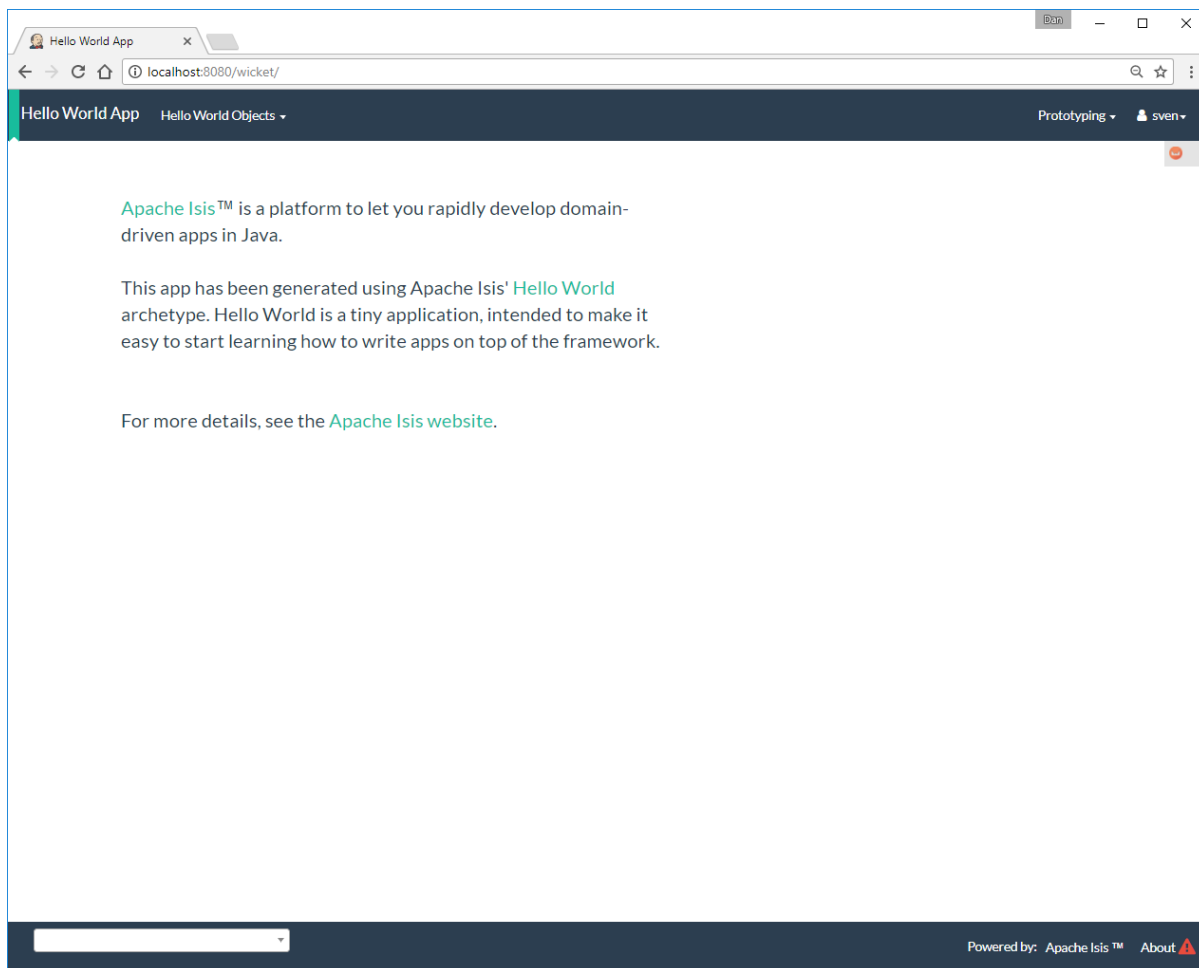 Dan
Hello World App
localhost:8080/wicket/
Hello World App Hello World Objects Prototyping sven
Apache Isis™ is a platform to let you rapidly develop domain-
driven apps in Java.
This app has been generated using Apache Isis' Hello World
archetype. Hello World is a tiny application, intended to make it
easy to start learning how to write apps on top of the framework.
For more details, see the Apache Isis website.
Powered by: Apache Isis ™ About